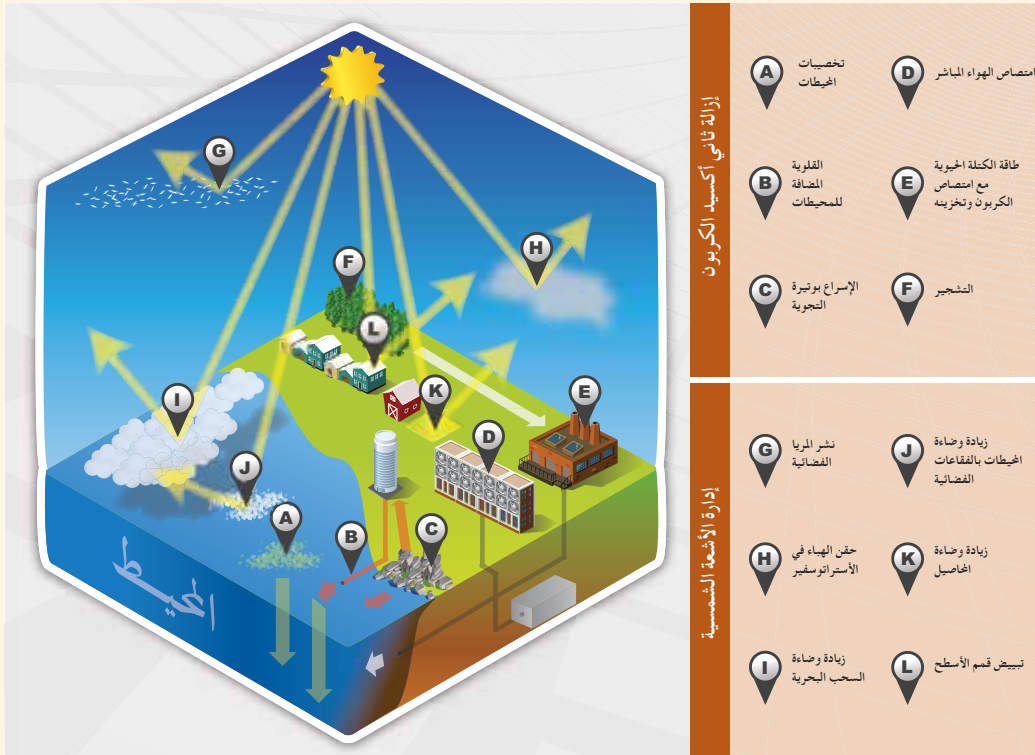 إزالة ثاني أكسيد الكربون
A
تخصيبات
المحيطات
D
امتصاص الهواء المباشر
B
القلوية
المضافة
للمحيطات
E
طاقة الكتلة الحيوية
مع امتصاص
الكربون وتخزينه
C
الإسراع بوتيرة
التجوية
F
التشجير
إدارة الأشعة الشمسية
G
نشر المرايا
الفضائية
J
زيادة وضاءة
المحيطات بالفقاعات
الفضائية
H
حقن الهباء في
الأستراتوسفير
K
زيادة وضاءة
المحاصيل
I
زيادة وضاءة
السحب البحرية
L
تبييض قمم الأسطح
G
H
F
L
K
E
I
D
J
A
B
C
المحيط